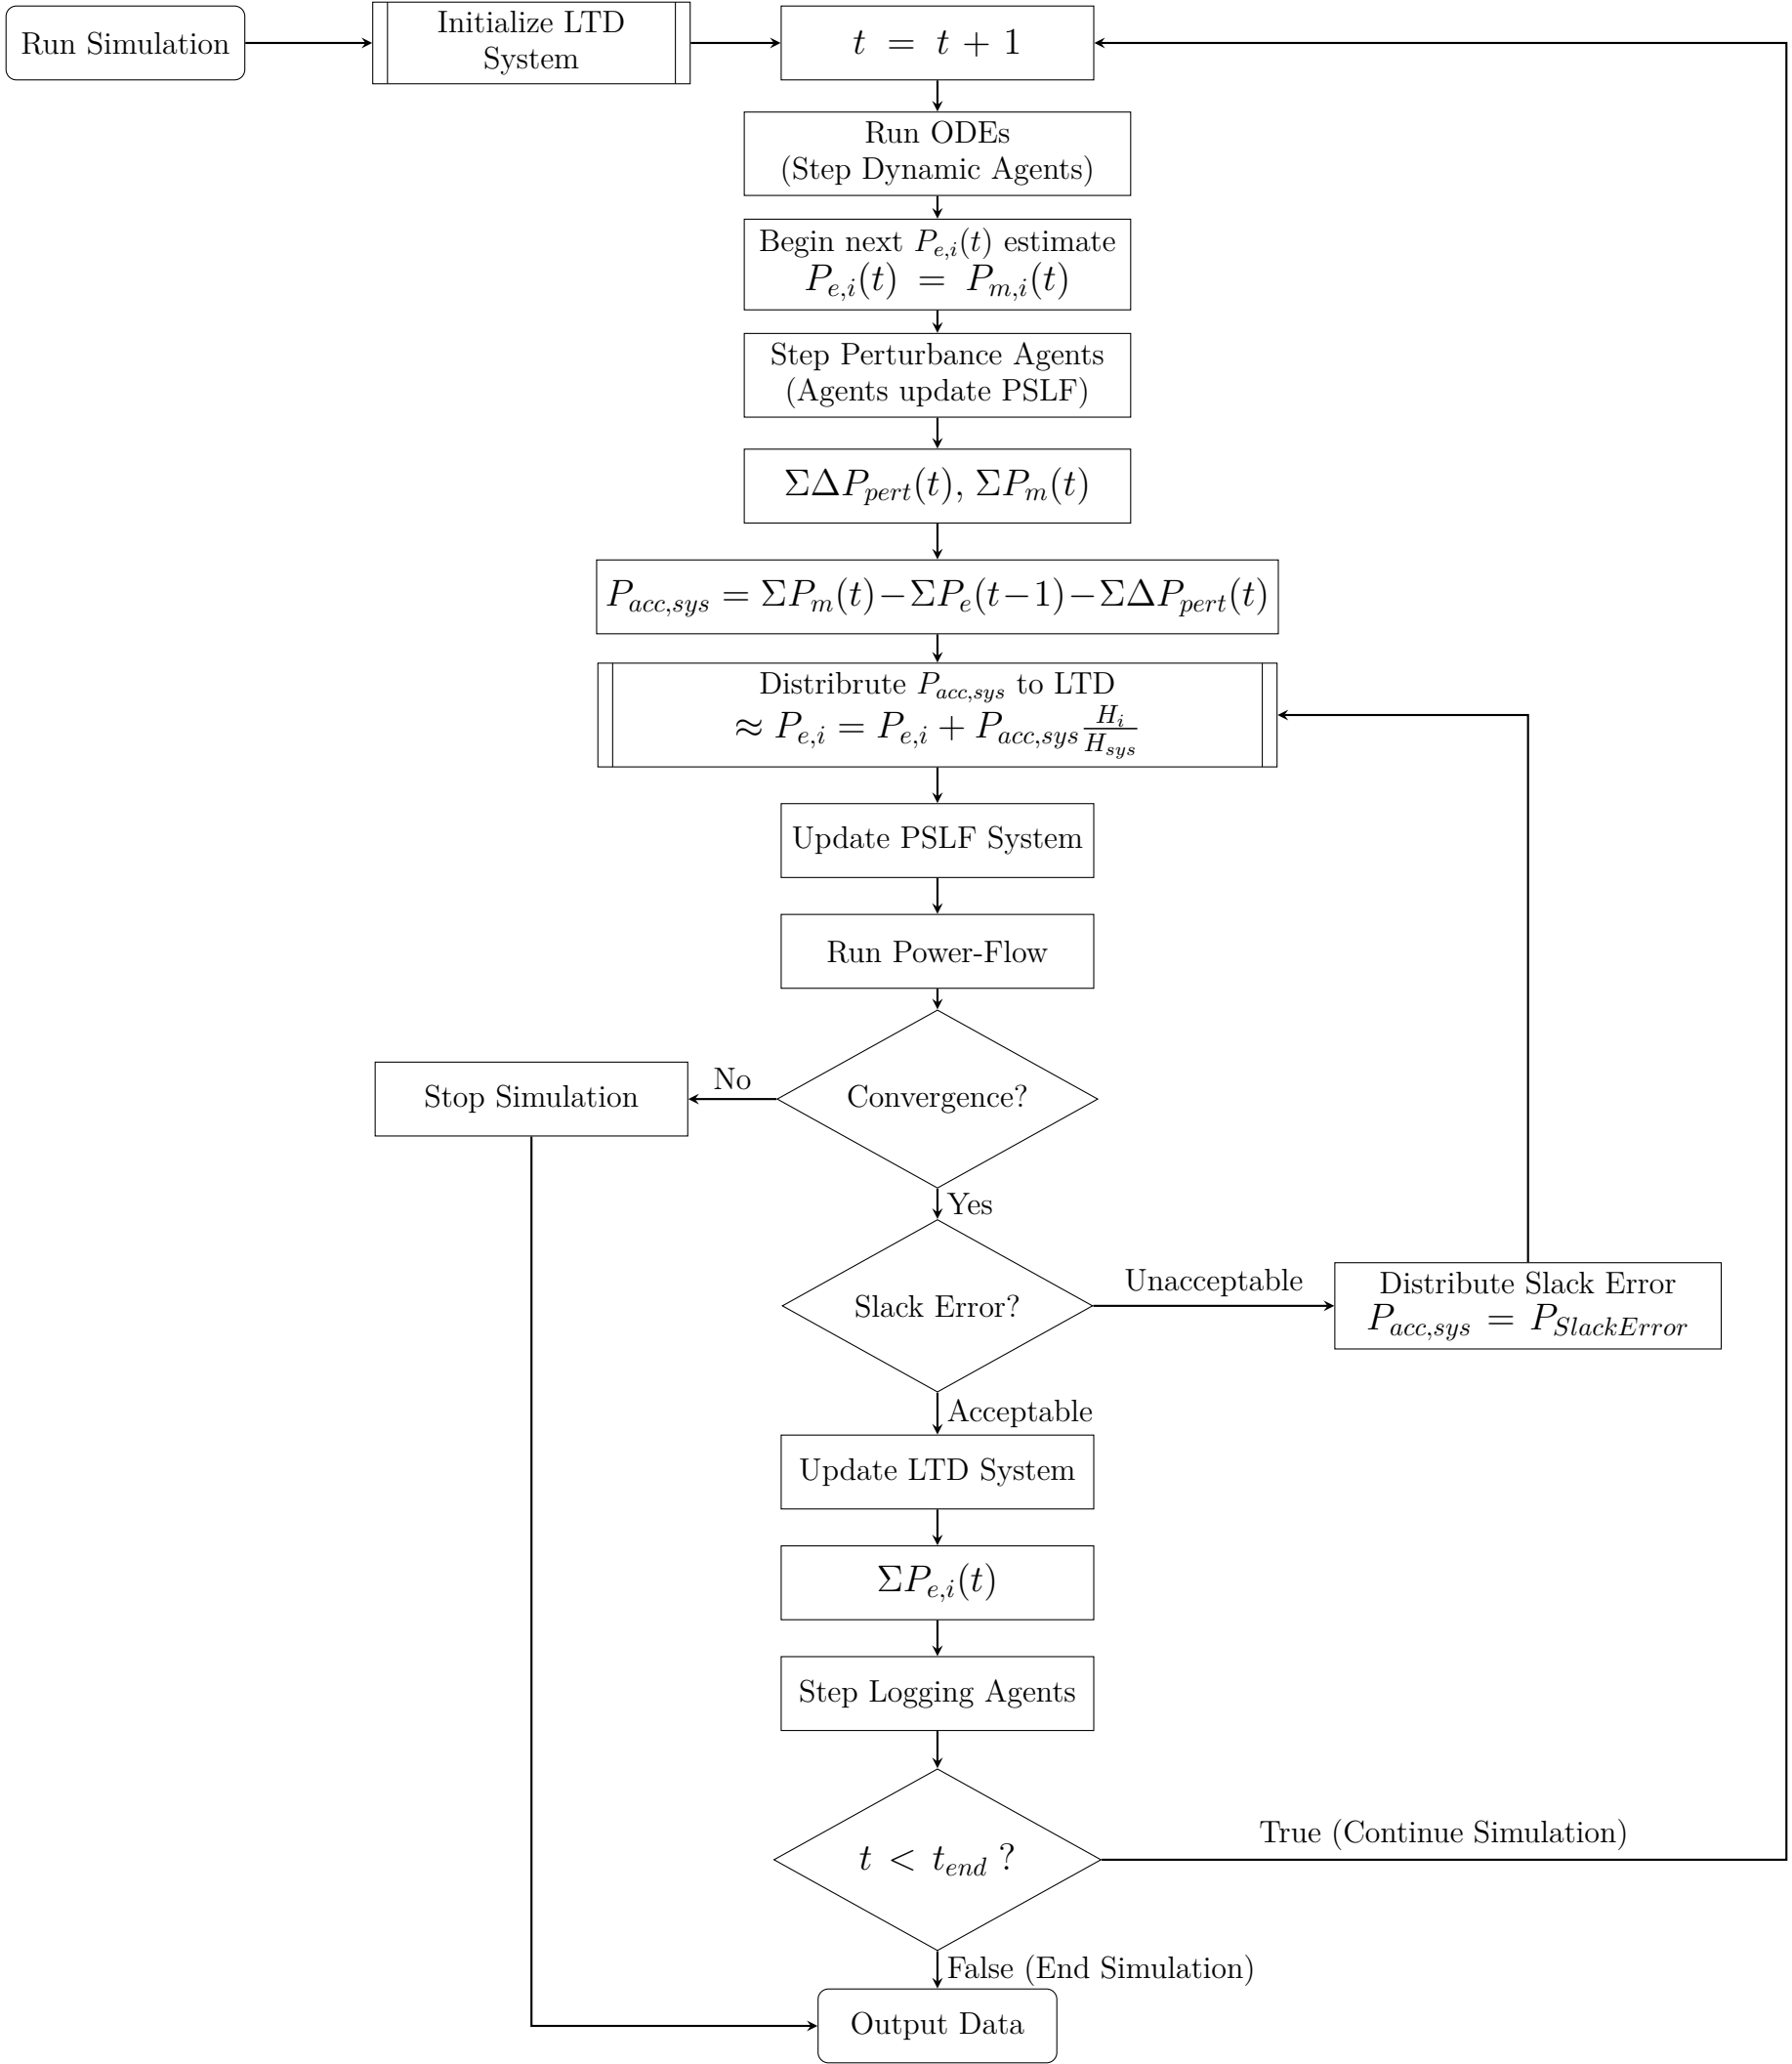 Run Simulation
Initialize LTD
System
t = t + 1
Run ODEs
(Step Dynamic Agents)
Begin next P_{e,i}(t) estimate
P_{e,i}(t) = P_{m,i}(t)
Step Perturbance Agents
(Agents update PSLF)
ΣΔP_{pert}(t), ΣP_m(t)
P_{acc,sys} = ΣP_m(t)−ΣP_e(t−1)−ΣΔP_{pert}(t)
Distribrute P_{acc,sys} to LTD
≈ P_{e,i} = P_{e,i} + P_{acc,sys} \frac{H_i}{H_{sys}}
Update PSLF System
Run Power-Flow
Convergence?
No
Stop Simulation
Yes
Slack Error?
Unacceptable
Distribute Slack Error
P_{acc,sys} = P_{SlackError}
Acceptable
Update LTD System
ΣP_{e,i}(t)
Step Logging Agents
t < t_{end} ?
True (Continue Simulation)
False (End Simulation)
Output Data